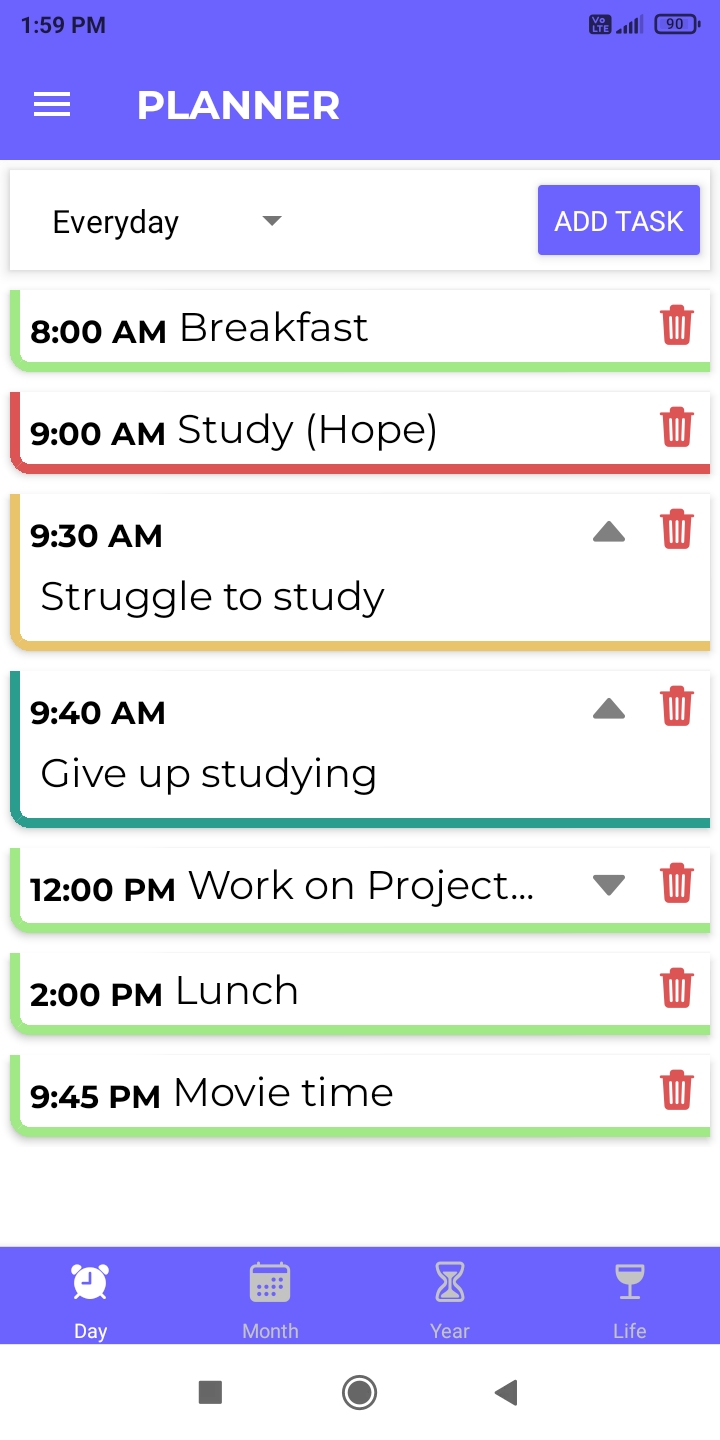 1:59 PM
Vo LTE
90
PLANNER
Everyday
ADD TASK
8:00 AM Breakfast
9:00 AM Study (Hope)
9:30 AM
Struggle to study
9:40 AM
Give up studying
12:00 PM Work on Project...
2:00 PM Lunch
9:45 PM Movie time
Day Month Year Life